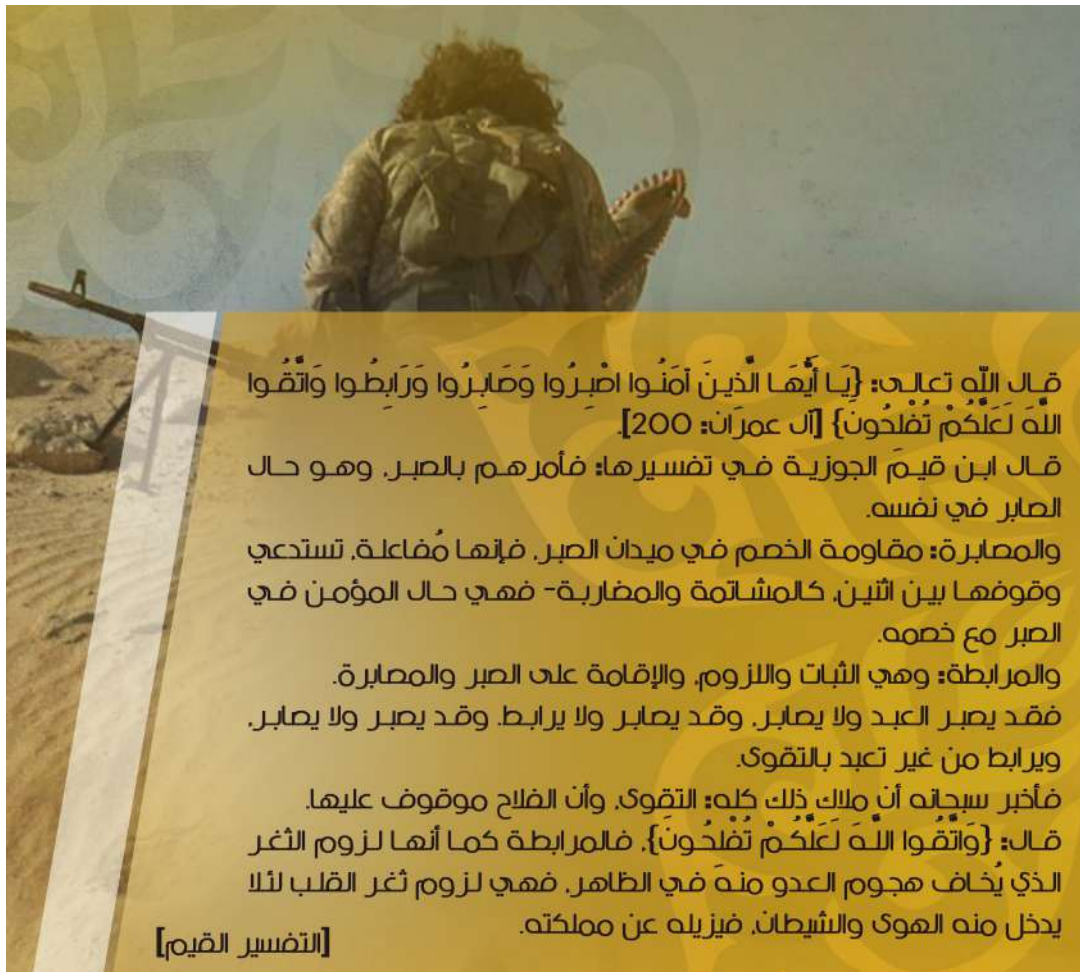 قال الله تعالى: {يَا أَيُّهَا الَّذِينَ آمَنُوا اصْبِرُوا وَصَابِرُوا وَرَابِطُوا وَاتَّقُوا
اللَّهَ لَعَلَّكُمْ تُفْلِحُونَ} [آل عمران: 200].
قال ابن قيم الجوزية في تفسيرها: فأمرهم بالصبر، وهو حال
الصابر في نفسه.
والمصابرة: مقاومة الخصم في ميدان الصبر، فإنها مُفاعلة، تستدعي
وقوفها بين اثنين، كالمشاتمة والمضاربة- فهي حال المؤمن في
الصبر مع خصمه.
والمرابطة: وهي الثبات واللزوم، والإقامة على الصبر والمصابرة.
فقد يصبر العبد ولا يصابر، وقد يصابر ولا يرابط. وقد يصبر ولا يصابر،
ويرابط من غير تعبد بالتقوى.
فأخبر سبحانه أن ملاك ذلك كله: التقوى، وأن الفلاح موقوف عليها.
قال: {وَاتَّقُوا اللَّهَ لَعَلَّكُمْ تُفْلِحُونَ}، فالمرابطة كما أنها لزوم الثغر
الذي يُخاف هجوم العدو منه في الظاهر، فهي لزوم ثغر القلب لئلا
يدخل منه الهوى والشيطان، فيزيله عن مملكته.
[التفسير القيم]